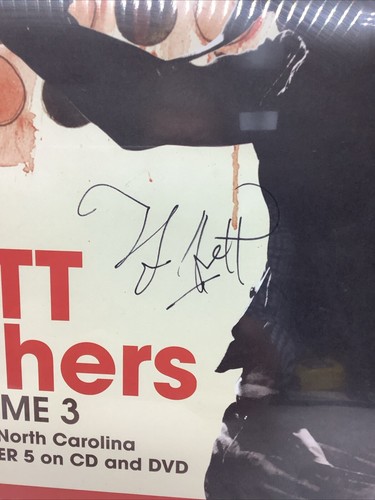 TT
hers
ME 3
North Carolina
ER 5 on CD and DVD